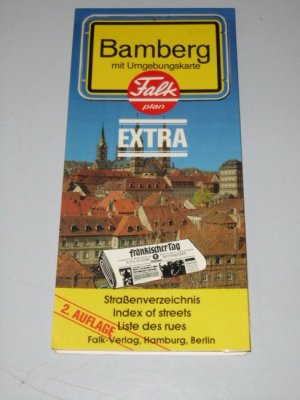 Bamberg
mit Umgebungskarte
Falk
plan
EXTRA
fränkischer Tag
Straßenverzeichnis
Index of streets
Liste des rues
2. AUFLAGE
Falk-Verlag, Hamburg, Berlin